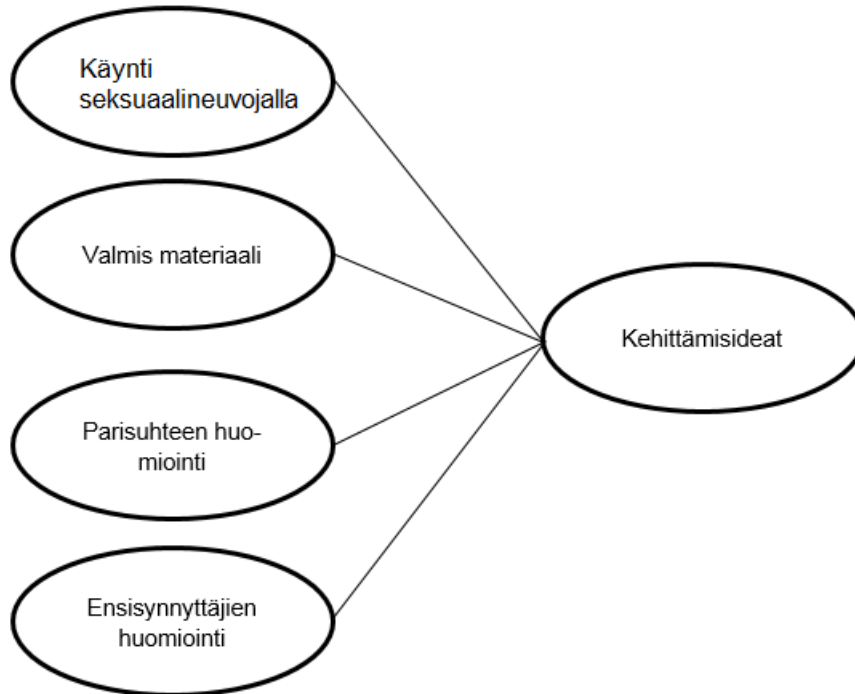 Käynti
seksuaalineuvojalla
Valmis materiaali
Kehittämisideat
Parisuhteen huo-
miointi
Ensisynnyttäjien
huomiointi